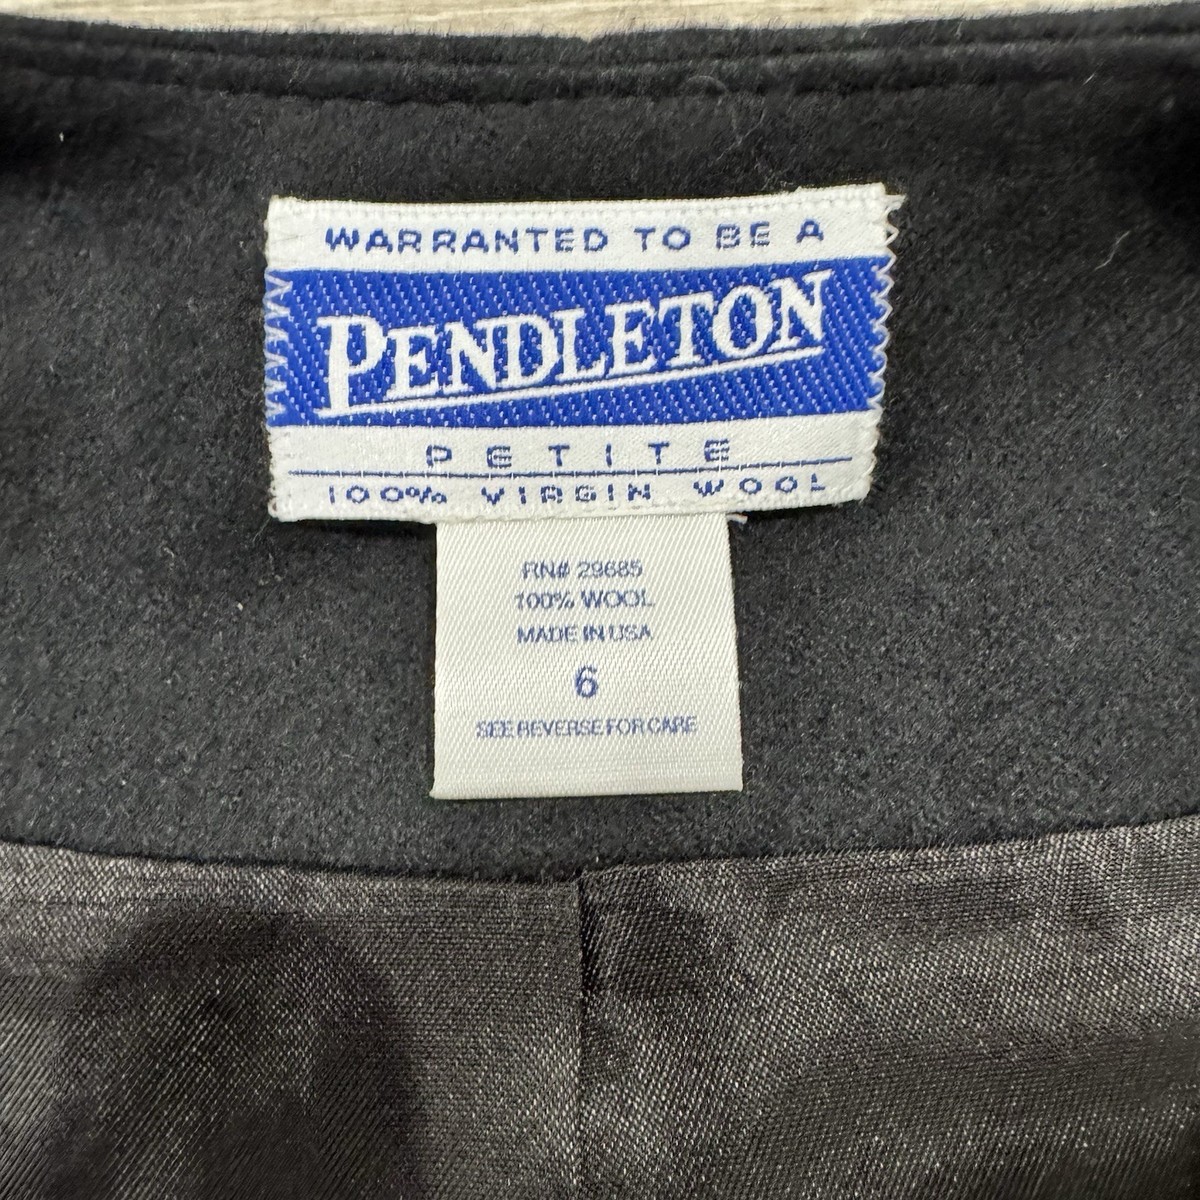 WARRANTED TO BE A
PENDLETON
PETITE
100% VIRGIN WOOL
RN# 29685
100% WOOL
MADE IN USA
6
SEE REVERSE FOR CARE